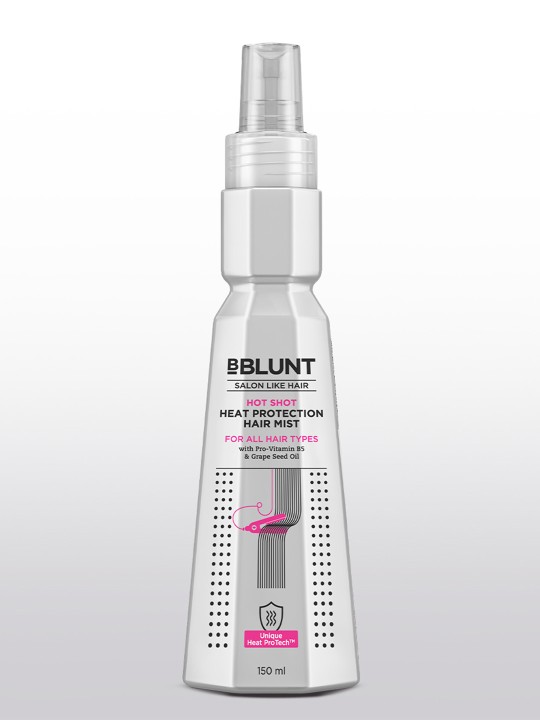 BBLUNT
SALON LIKE HAIR
HOT SHOT
HEAT PROTECTION
HAIR MIST
FOR ALL HAIR TYPES
with Pro-Vitamin B5
& Grape Seed Oil
Unique
Heat ProTech™
150 ml